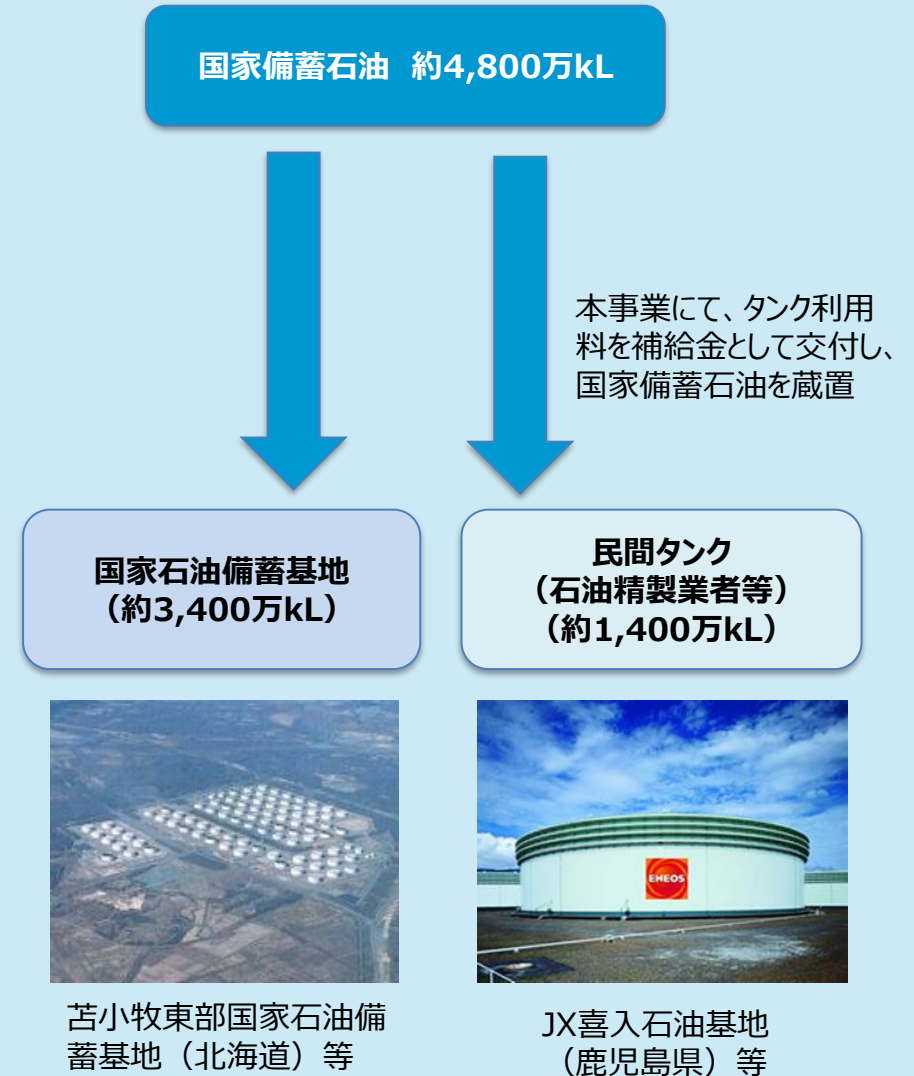 国家備蓄石油 約4,800万kL
本事業にて、タンク利用
料を補給金として交付し、
国家備蓄石油を蔵置
国家石油備蓄基地
（約3,400万kL）
民間タンク
（石油精製業者等）
（約1,400万kL）
ENEOS
苫小牧東部国家石油備
蓄基地（北海道）等
JX喜入石油基地
（鹿児島県）等